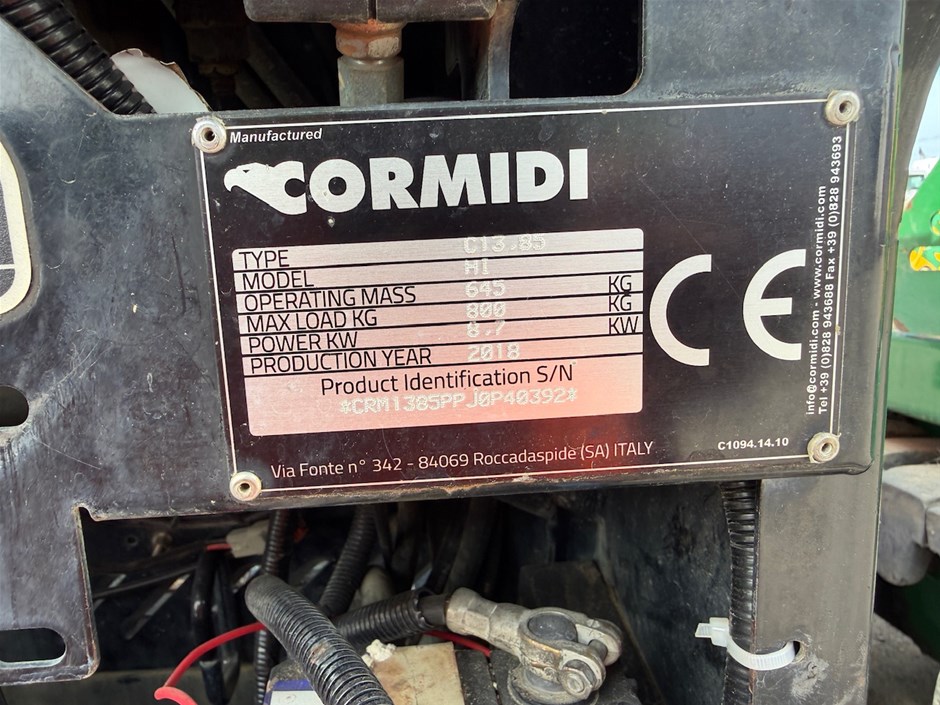 Manufactured
CORMIDI
TYPE C13.85
MODEL MI
OPERATING MASS 645 KG
MAX LOAD KG 800 KG
POWER KW 8.7 KW
PRODUCTION YEAR 2018
Product Identification S/N
*CRM1385PPJ0P40392*
CE
Via Fonte n° 342 - 84069 Roccadaspide (SA) ITALY
C1094.14.10
info@cormidi.com - www.cormidi.com
Tel +39 (0)828 943688 Fax +39 (0)828 943693